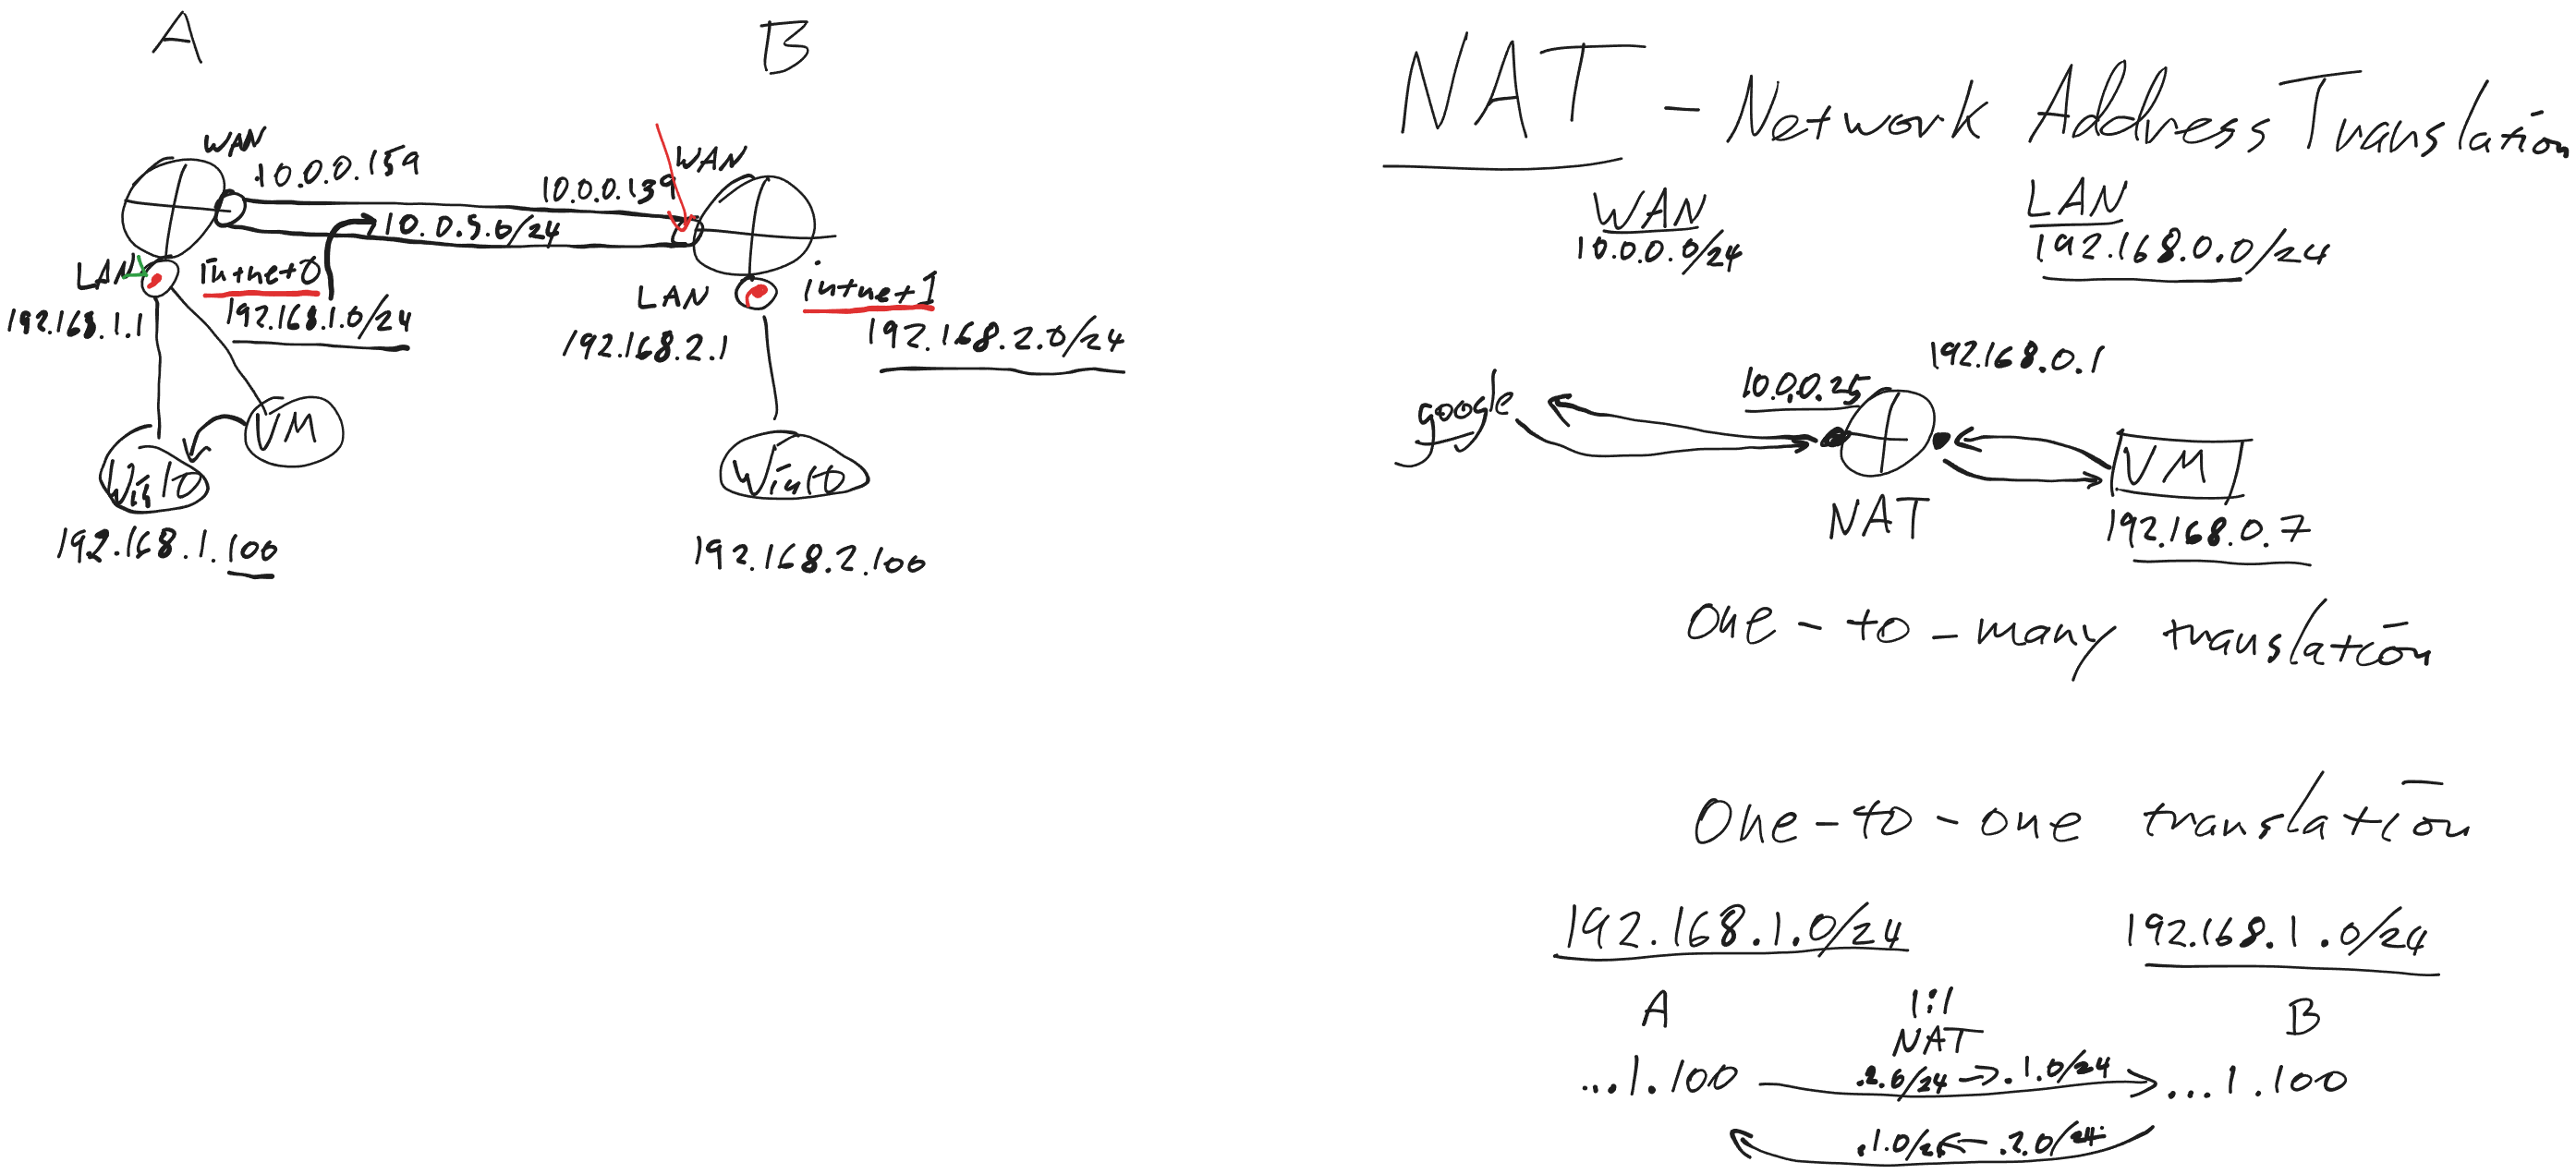 A
B
WAN
10.0.0.159
10.0.0.139
WAN
10.0.5.0/24
LAN
intnet0
192.168.1.1
192.168.1.0/24
LAN
intnet1
192.168.2.1
192.168.2.0/24
VM
Win10
Win10
192.168.1.100
192.168.2.100
NAT - Network Address Translation
WAN
LAN
10.0.0.0/24
192.168.0.0/24
192.168.0.1
10.0.0.25
google
VM
NAT
192.168.0.7
One-to-many translation
One-to-one translation
192.168.1.0/24
192.168.1.0/24
A
1:1
B
NAT
...1.100
.2.0/24 → .1.0/24
...1.100
.1.0/24 ← .2.0/24